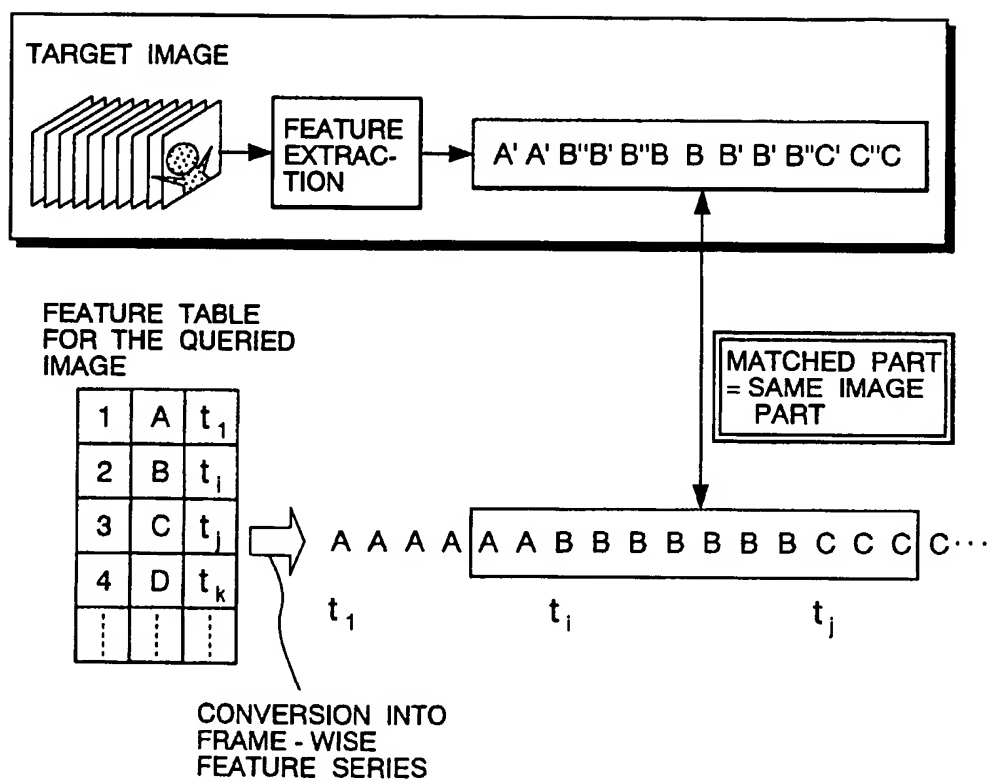 TARGET IMAGE
FEATURE
EXTRAC-
TION
A' A' B''B' B''B B B' B' B''C' C''C
FEATURE TABLE
FOR THE QUERIED
IMAGE
1 A t1
2 B ti
3 C tj
4 D tk
MATCHED PART
= SAME IMAGE
PART
A A A A A A B B B B B B B C C C C ···
t1 ti tj
CONVERSION INTO
FRAME - WISE
FEATURE SERIES